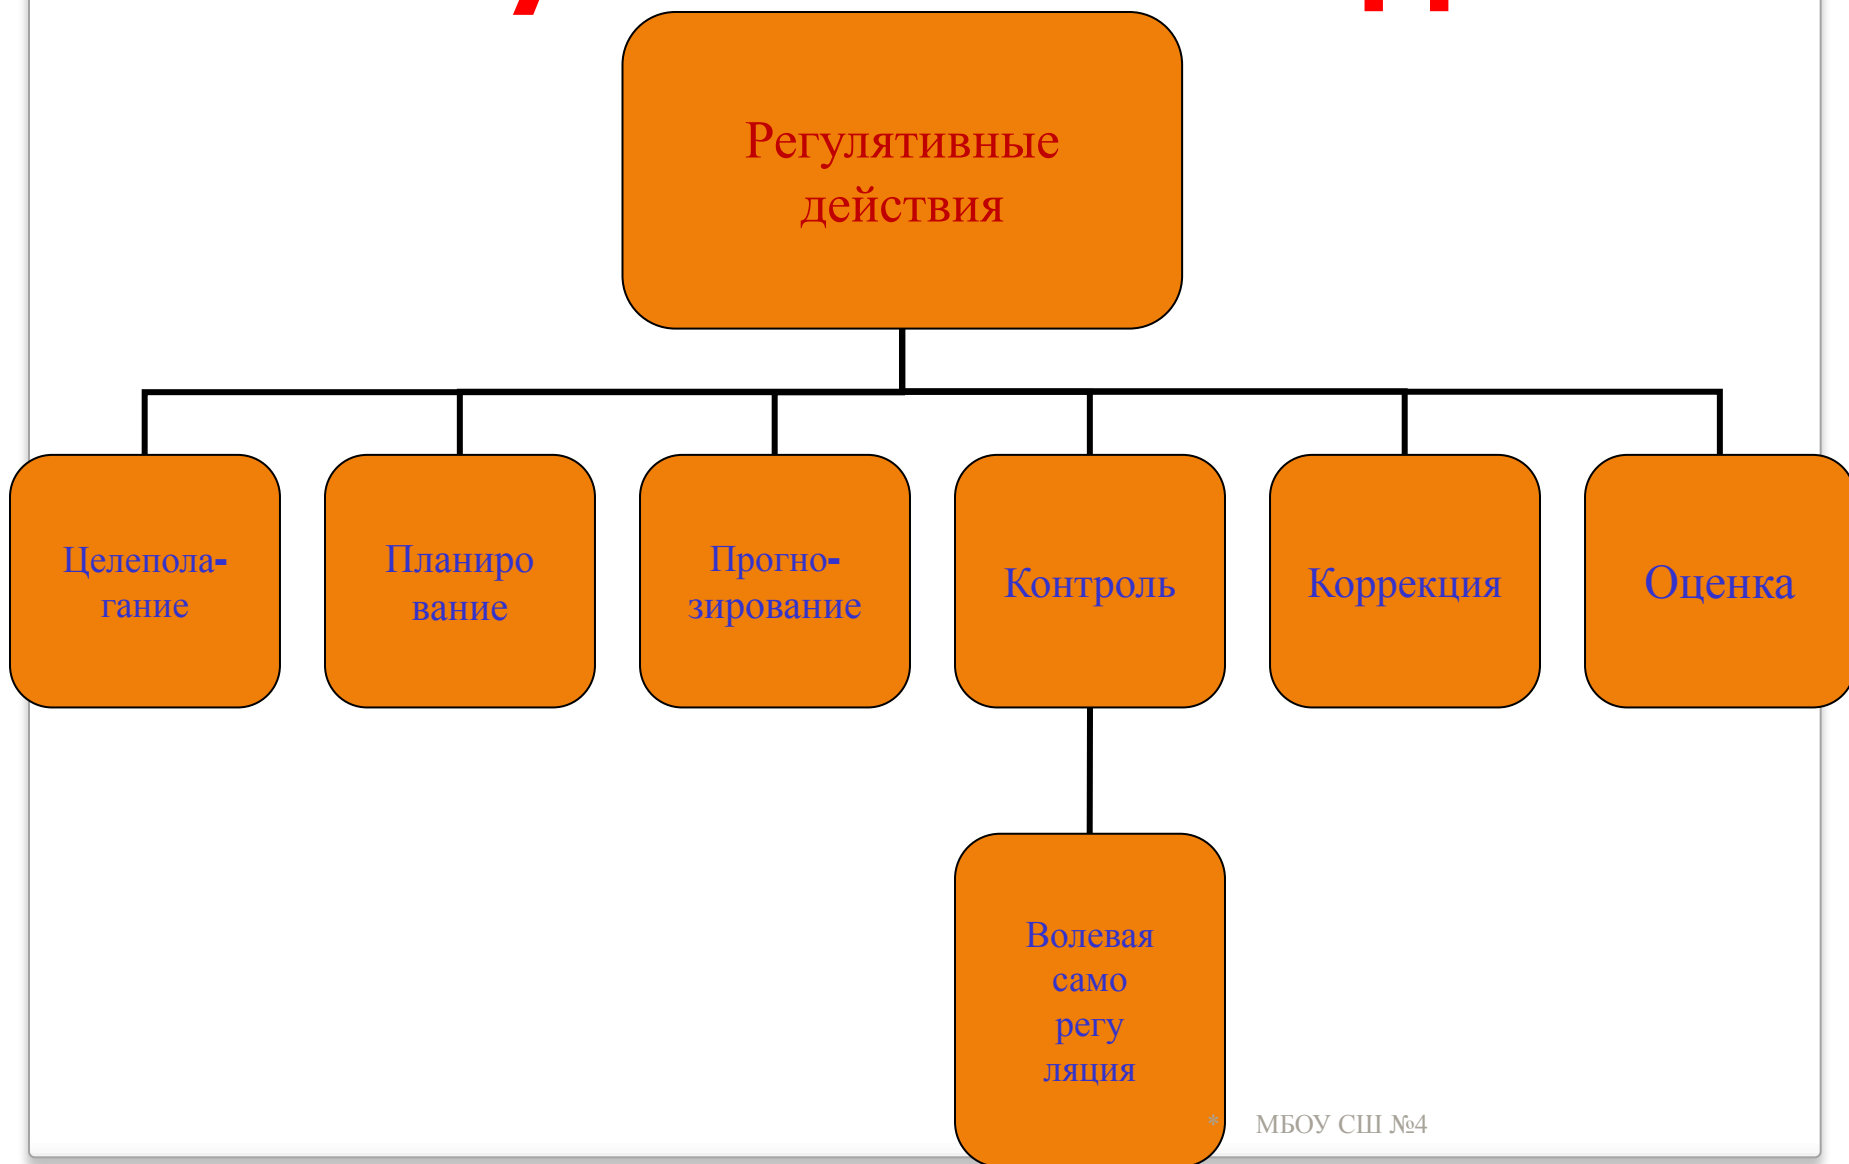 Регулятивные
действия
Целепола-
гание
Планиро
вание
Прогно-
зирование
Контроль
Коррекция
Оценка
Волевая
само
регу
ляция
* МБОУ СШ №4